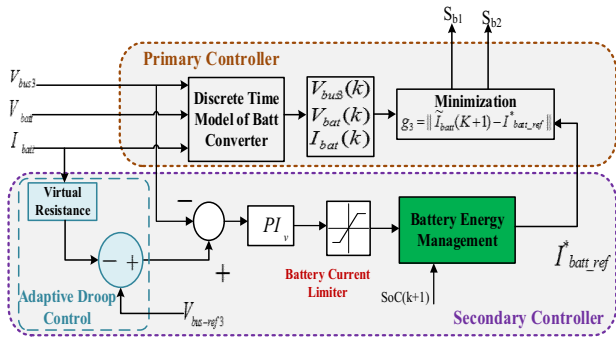 S_b1
S_b2
Primary Controller
V_bus3
V_batt
I_batt
Discrete Time
Model of Batt
Converter
V_bus3(k)
V_bat(k)
I_bat(k)
Minimization
g_3 = || Ĩ_batt(K+1) − I*_batt_ref ||
Virtual
Resistance
−
+
Adaptive Droop
Control
V_bus-ref3
−
+
PI_v
Battery Current
Limiter
Battery Energy
Management
SoC(k+1)
I*_batt_ref
Secondary Controller